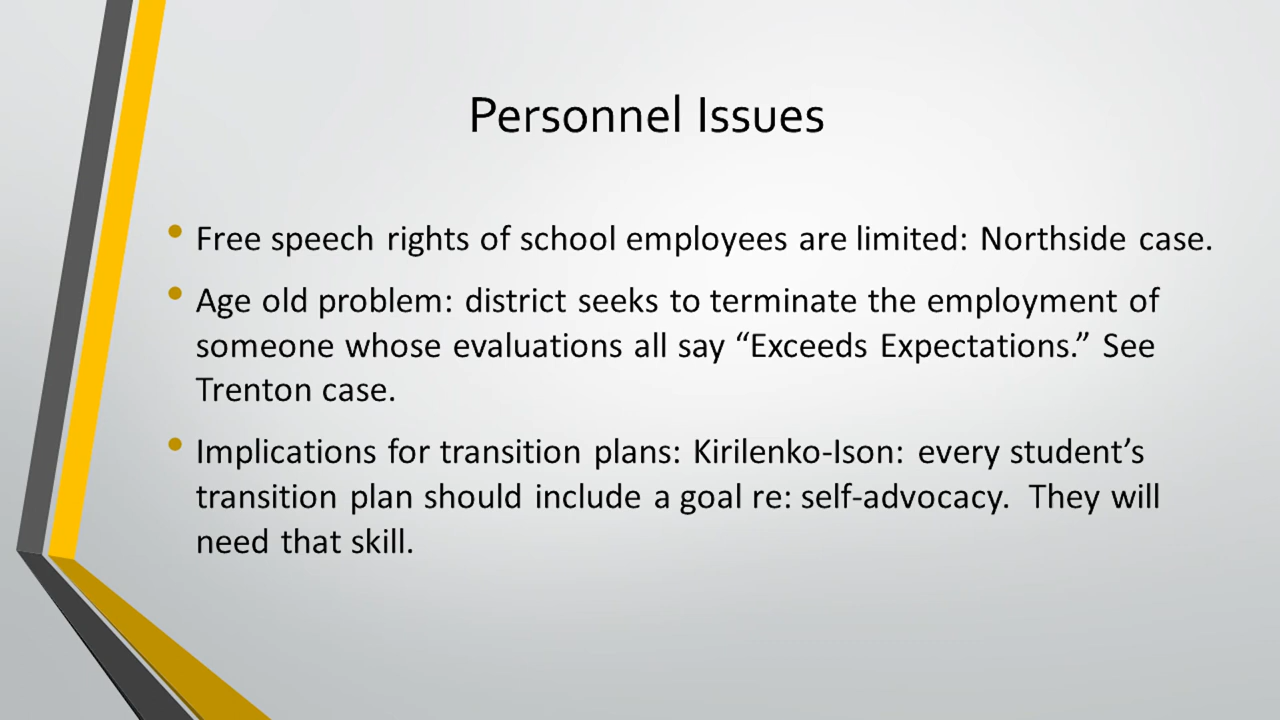 Personnel Issues
• Free speech rights of school employees are limited: Northside case.
• Age old problem: district seeks to terminate the employment of
someone whose evaluations all say “Exceeds Expectations.” See
Trenton case.
• Implications for transition plans: Kirilenko-Ison: every student’s
transition plan should include a goal re: self-advocacy. They will
need that skill.